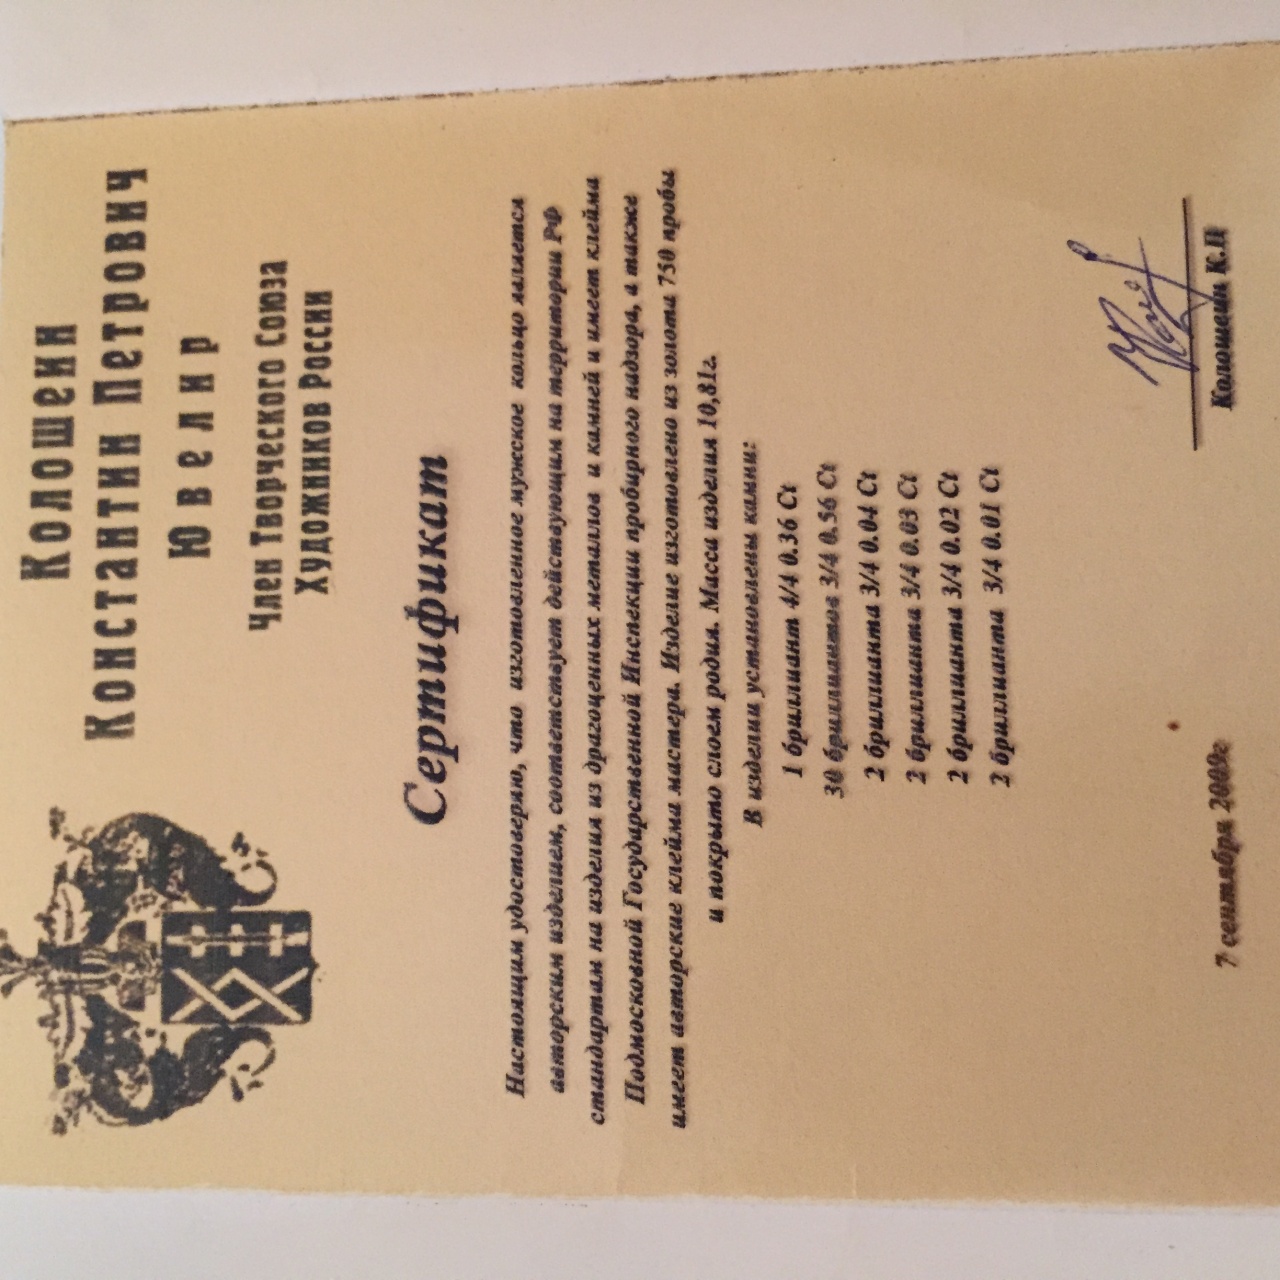 Колошеин
Константин Петрович
Ювелир
Член Творческого Союза
Художников России
Сертификат
Настоящим удостоверяю, что изготовленное мужское кольцо является
авторским изделием, соответствует действующим на территории РФ
стандартам на изделия из драгоценных металлов и камней и имеет клейма
Подмосковной Государственной Инспекции пробирного надзора, а также
имеет авторские клейма мастера. Изделие изготовлено из золота 750 пробы
и покрыто слоем родия. Масса изделия 10,81г.
В изделии установлены камни:
1 бриллиант 4/4 0.36 Ct
30 бриллиантов 3/4 0.56 Ct
2 бриллианта 3/4 0.04 Ct
2 бриллианта 3/4 0.03 Ct
2 бриллианта 3/4 0.02 Ct
2 бриллианта 3/4 0.01 Ct
7 сентября 2009г
Колошеин К.П